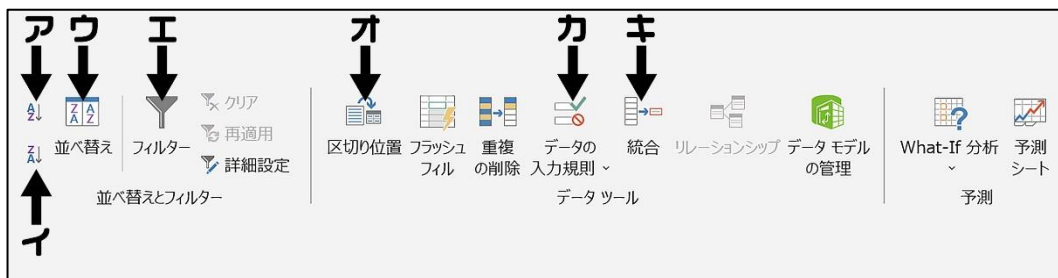 ア ウ エ オ カ キ
クリア
再適用
詳細設定
並べ替え フィルター
区切り位置 フラッシュ フィル 重複 の削除 データの 入力規則 統合 リレーションシップ データ モデル の管理
What-If 分析 予測 シート
並べ替えとフィルター データ ツール 予測
イ